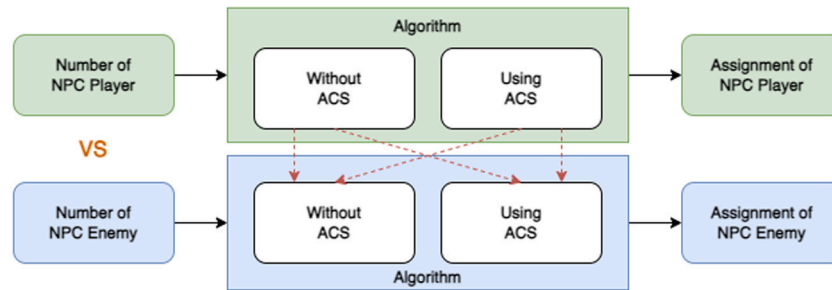 Algorithm
Number of
NPC Player
Without
ACS
Using
ACS
Assignment of
NPC Player
VS
Number of
NPC Enemy
Without
ACS
Using
ACS
Assignment of
NPC Enemy
Algorithm